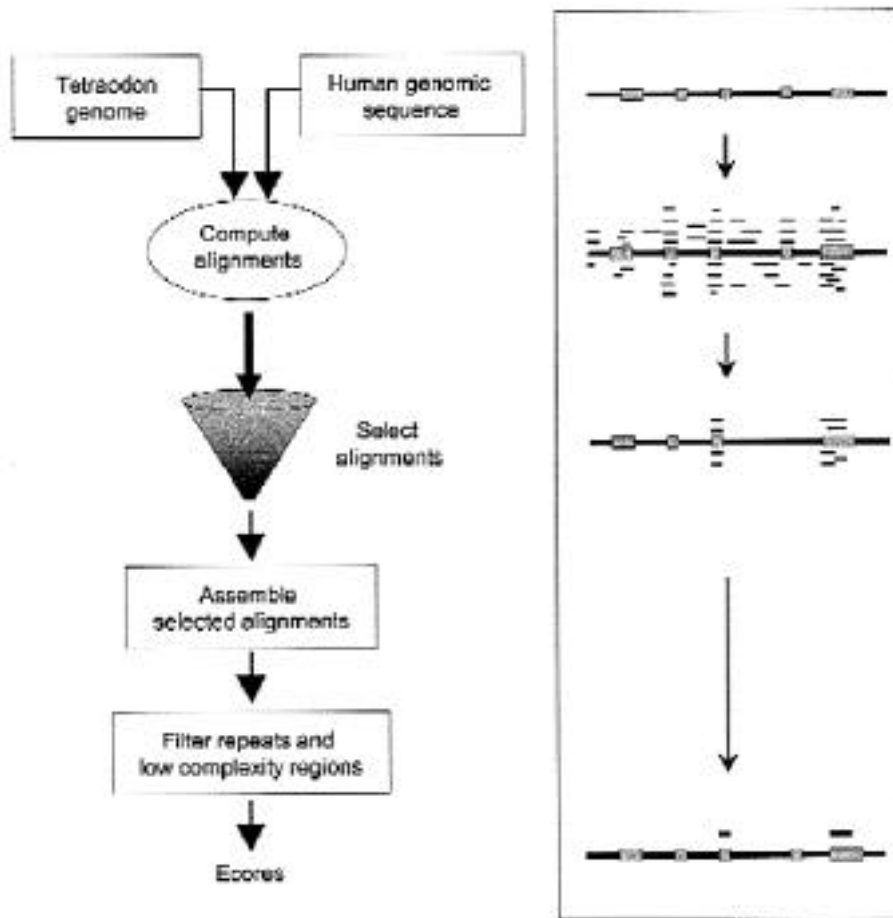 Tetraodon
genome
Human genomic
sequence
Compute
alignments
Select
alignments
Assemble
selected alignments
Filter repeats and
low complexity regions
Ecores